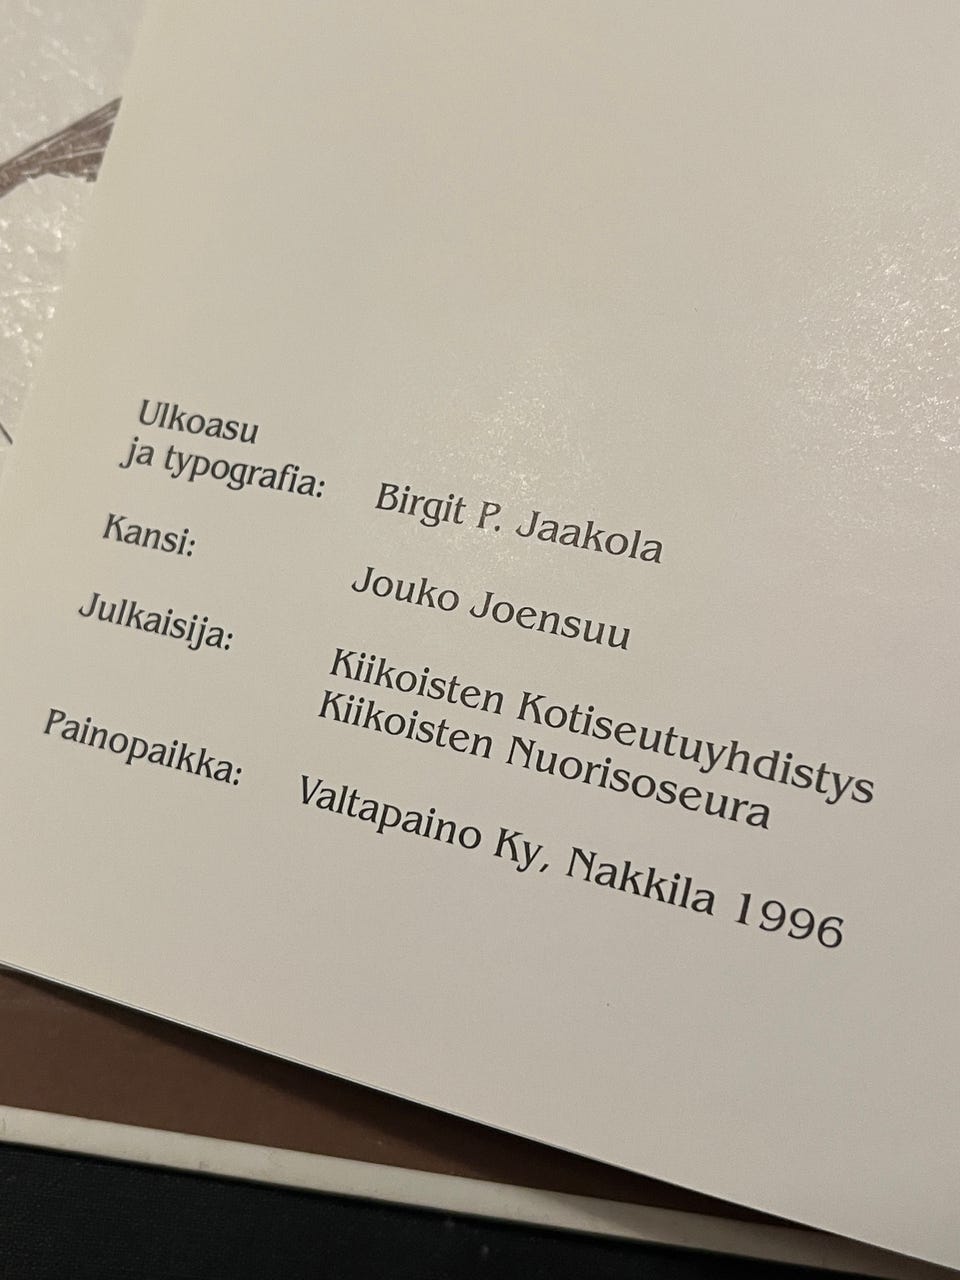 Ulkoasu
ja typografia: Birgit P. Jaakola
Kansi: Jouko Joensuu
Julkaisija: Kiikoisten Kotiseutuyhdistys
Kiikoisten Nuorisoseura
Painopaikka: Valtapaino Ky, Nakkila 1996